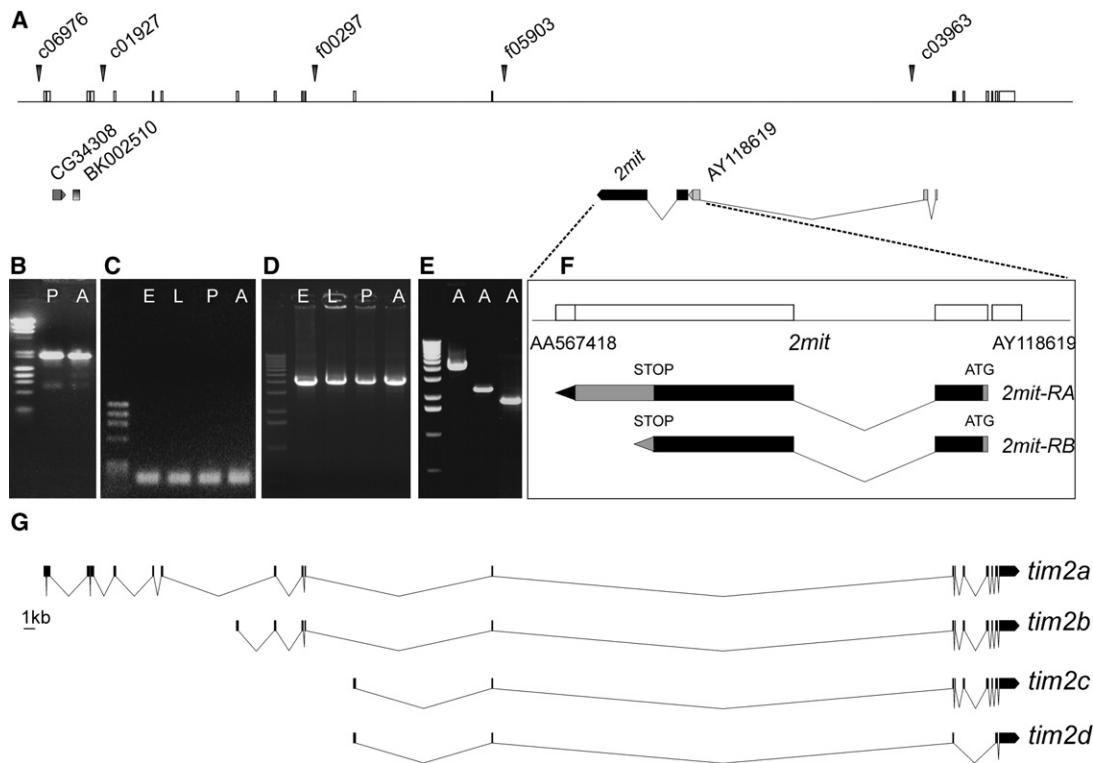 A
c06976
c01927
f00297
f05903
c03963
CG34308
BK002510
2mit
AY118619
B
P A
C
E L P A
D
E L P A
E
A A A
F
AA567418
2mit
AY118619
STOP
ATG
2mit-RA
STOP
ATG
2mit-RB
G
tim2a
1kb
tim2b
tim2c
tim2d